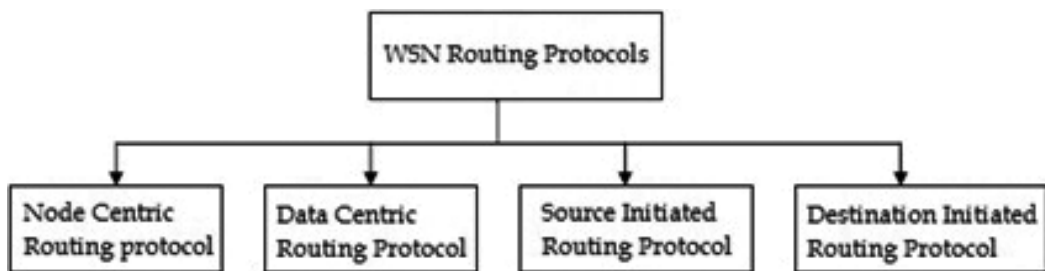 WSN Routing Protocols
Node Centric
Routing protocol
Data Centric
Routing Protocol
Source Initiated
Routing Protocol
Destination Initiated
Routing Protocol